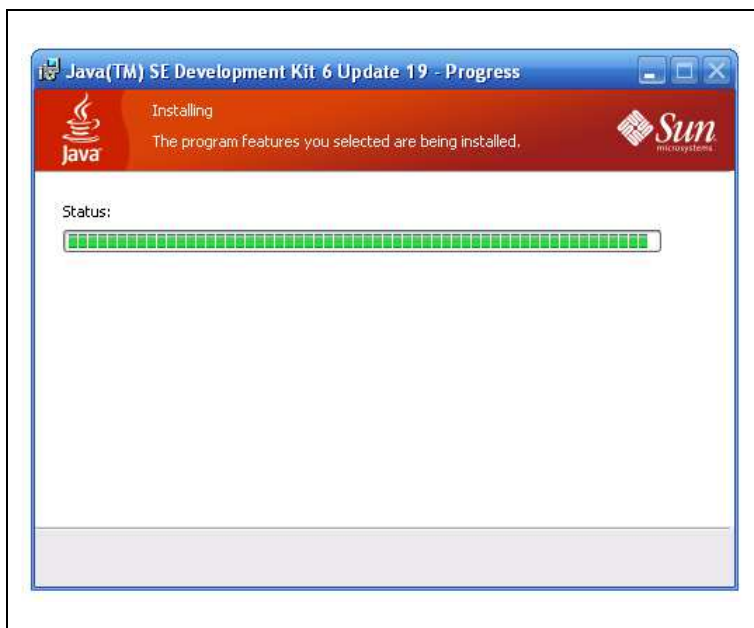 Java(TM) SE Development Kit 6 Update 19 - Progress
Installing
The program features you selected are being installed.
Java
Sun
microsystems
Status: